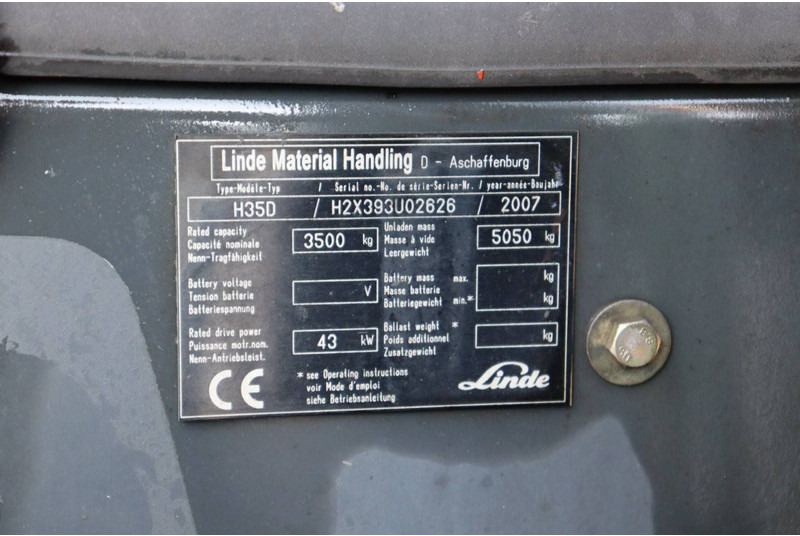 Linde Material Handling D - Aschaffenburg
Type-Modèle-Typ / Serial no.-No. de série-Serien-Nr. / year-année-Baujahr
H35D / H2X393U02626 / 2007
Rated capacity
Capacité nominale
Nenn-Tragfähigkeit
3500 kg
Unladen mass
Masse à vide
Leergewicht
5050 kg
Battery voltage
Tension batterie
Batteriespannung
V
Battery mass max. kg
Masse batterie
Batteriegewicht min.* kg
Rated drive power
Puissance motr.nom.
Nenn-Antriebsleist.
43 kW
Ballast weight *
Poids additionnel
Zusatzgewicht
kg
CE
* see Operating instructions
voir Mode d'emploi
siehe Betriebsanleitung
Linde